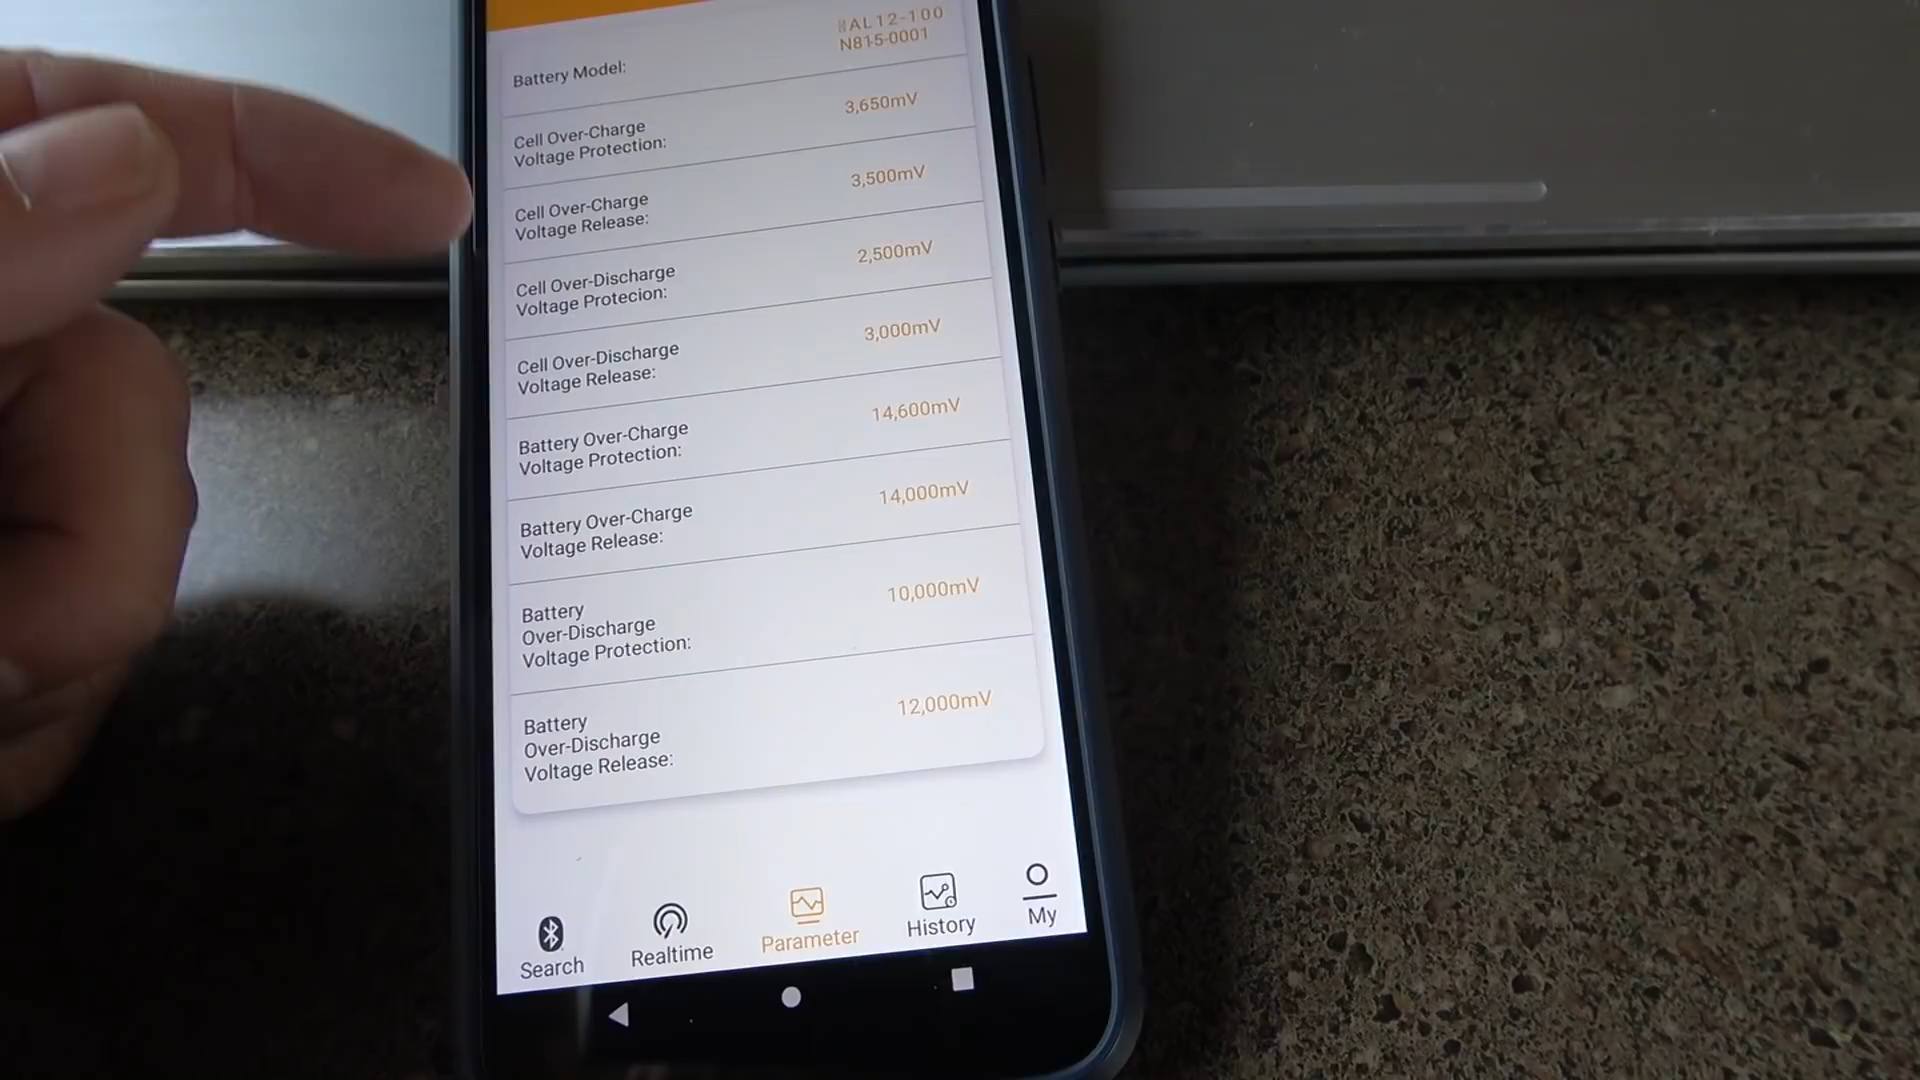 AL12-100
N815-0001
Battery Model:
3,650mV
Cell Over-Charge
Voltage Protection:
3,500mV
Cell Over-Charge
Voltage Release:
2,500mV
Cell Over-Discharge
Voltage Protecion:
3,000mV
Cell Over-Discharge
Voltage Release:
14,600mV
Battery Over-Charge
Voltage Protection:
14,000mV
Battery Over-Charge
Voltage Release:
10,000mV
Battery
Over-Discharge
Voltage Protection:
12,000mV
Battery
Over-Discharge
Voltage Release:
Search
Realtime
Parameter
History
My